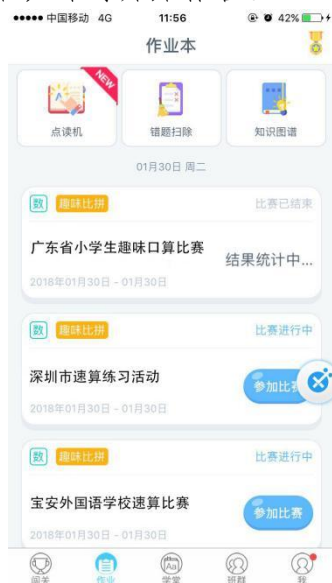 中国移动 4G 11:56 42%
作业本
NEW
点读机 错题扫除 知识图谱
01月30日 周二
数 趣味比拼 比赛已结束
广东省小学生趣味口算比赛
结果统计中...
2018年01月30日 - 01月30日
数 趣味比拼 比赛进行中
深圳市速算练习活动
参加比
2018年01月30日 - 01月30日
数 趣味比拼 比赛进行中
宝安外国语学校速算比赛
参加比赛
2018年01月30日 - 01月30日
闯关 作业 学堂 班群 我